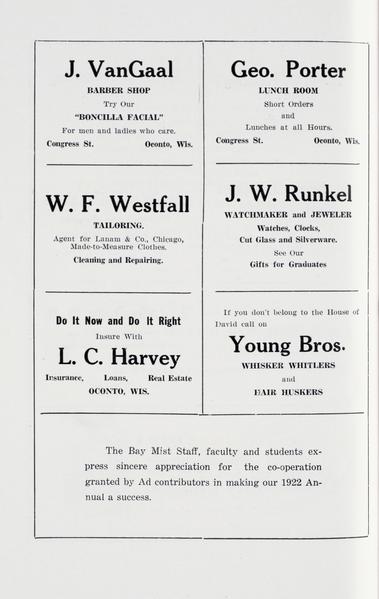 J. VanGaal
BARBER SHOP
Try Our
"BONCILLA FACIAL"
For men and ladies who care.
Congress St. Oconto, Wis.
Geo. Porter
LUNCH ROOM
Short Orders
and
Lunches at all Hours.
Congress St. Oconto, Wis.
W. F. Westfall
TAILORING.
Agent for Lanam & Co., Chicago,
Made-to-Measure Clothes.
Cleaning and Repairing.
J. W. Runkel
WATCHMAKER and JEWELER
Watches, Clocks,
Cut Glass and Silverware.
See Our
Gifts for Graduates
Do It Now and Do It Right
Insure With
L. C. Harvey
Insurance, Loans, Real Estate
OCONTO, WIS.
If you don't belong to the House of
David call on
Young Bros.
WHISKER WHITLERS
and
HAIR HUSKERS
The Bay Mist Staff, faculty and students ex-
press sincere appreciation for the co-operation
granted by Ad contributors in making our 1922 An-
nual a success.